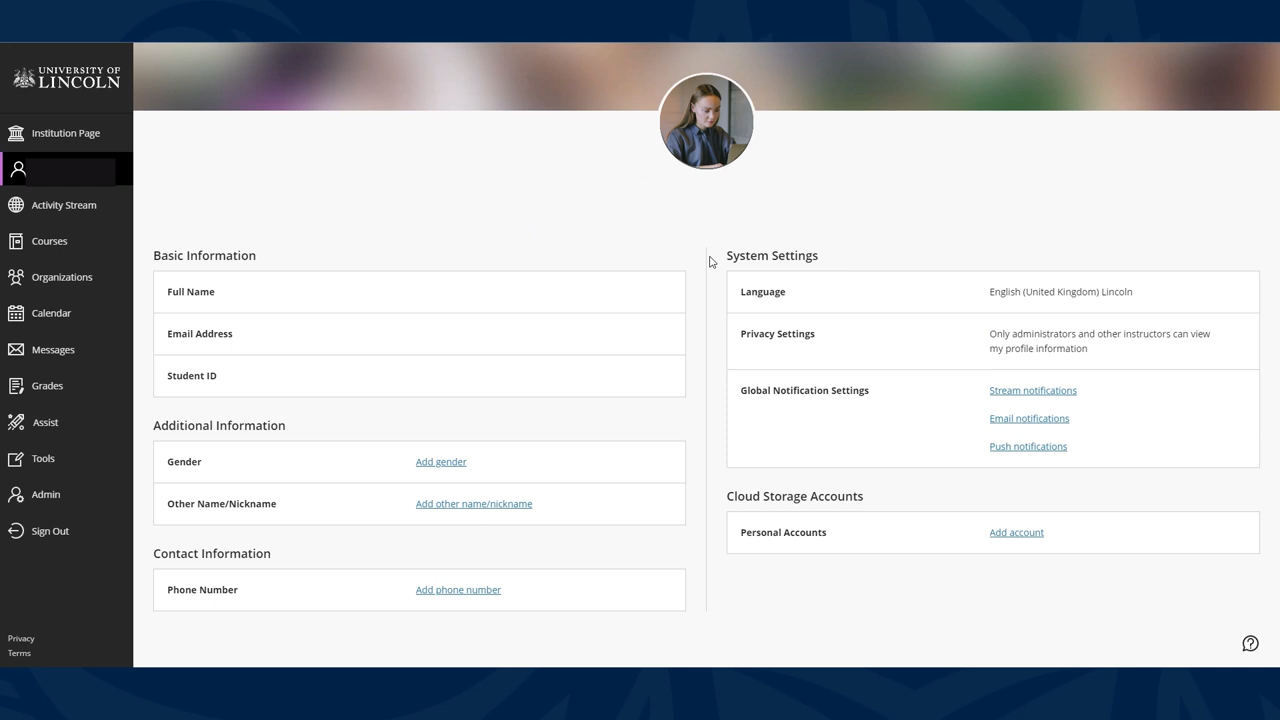 UNIVERSITY OF
LINCOLN
Institution Page
Activity Stream
Courses
Organizations
Calendar
Messages
Grades
Assist
Tools
Admin
Sign Out
Privacy
Terms
Basic Information
Full Name
Email Address
Student ID
Additional Information
Gender Add gender
Other Name/Nickname Add other name/nickname
Contact Information
Phone Number Add phone number
System Settings
Language English (United Kingdom) Lincoln
Privacy Settings Only administrators and other instructors can view
my profile information
Global Notification Settings Stream notifications
Email notifications
Push notifications
Cloud Storage Accounts
Personal Accounts Add account